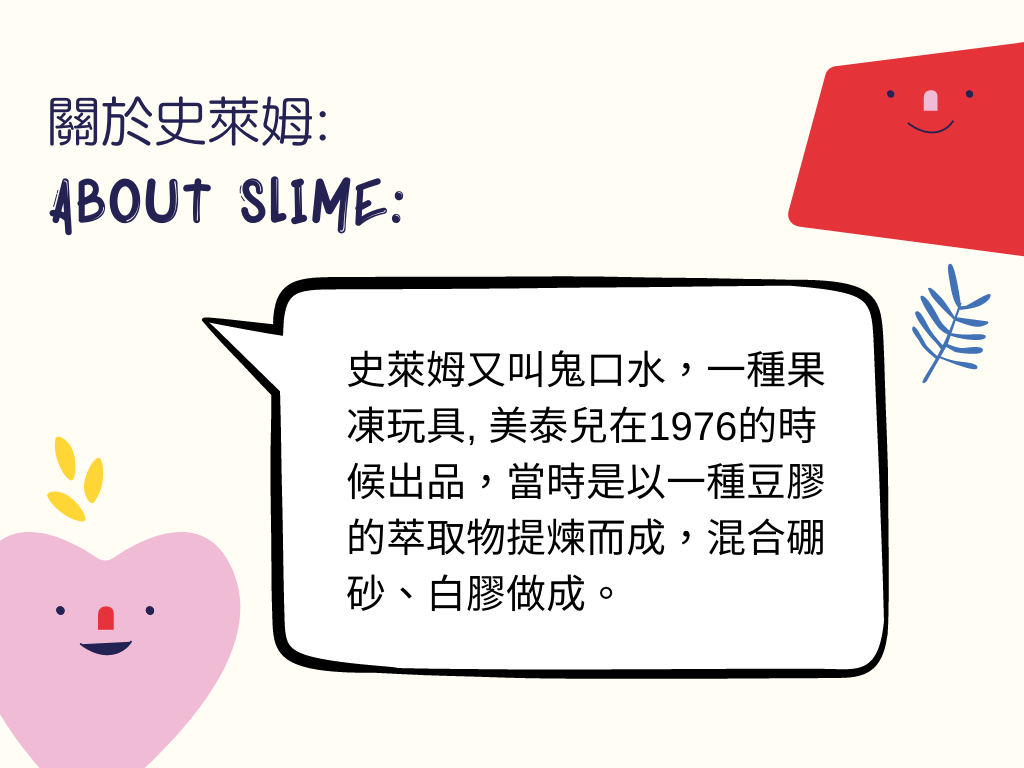 關於史萊姆:
ABOUT SLIME:
史萊姆又叫鬼口水，一種果
凍玩具, 美泰兒在1976的時
候出品，當時是以一種豆膠
的萃取物提煉而成，混合硼
砂、白膠做成。